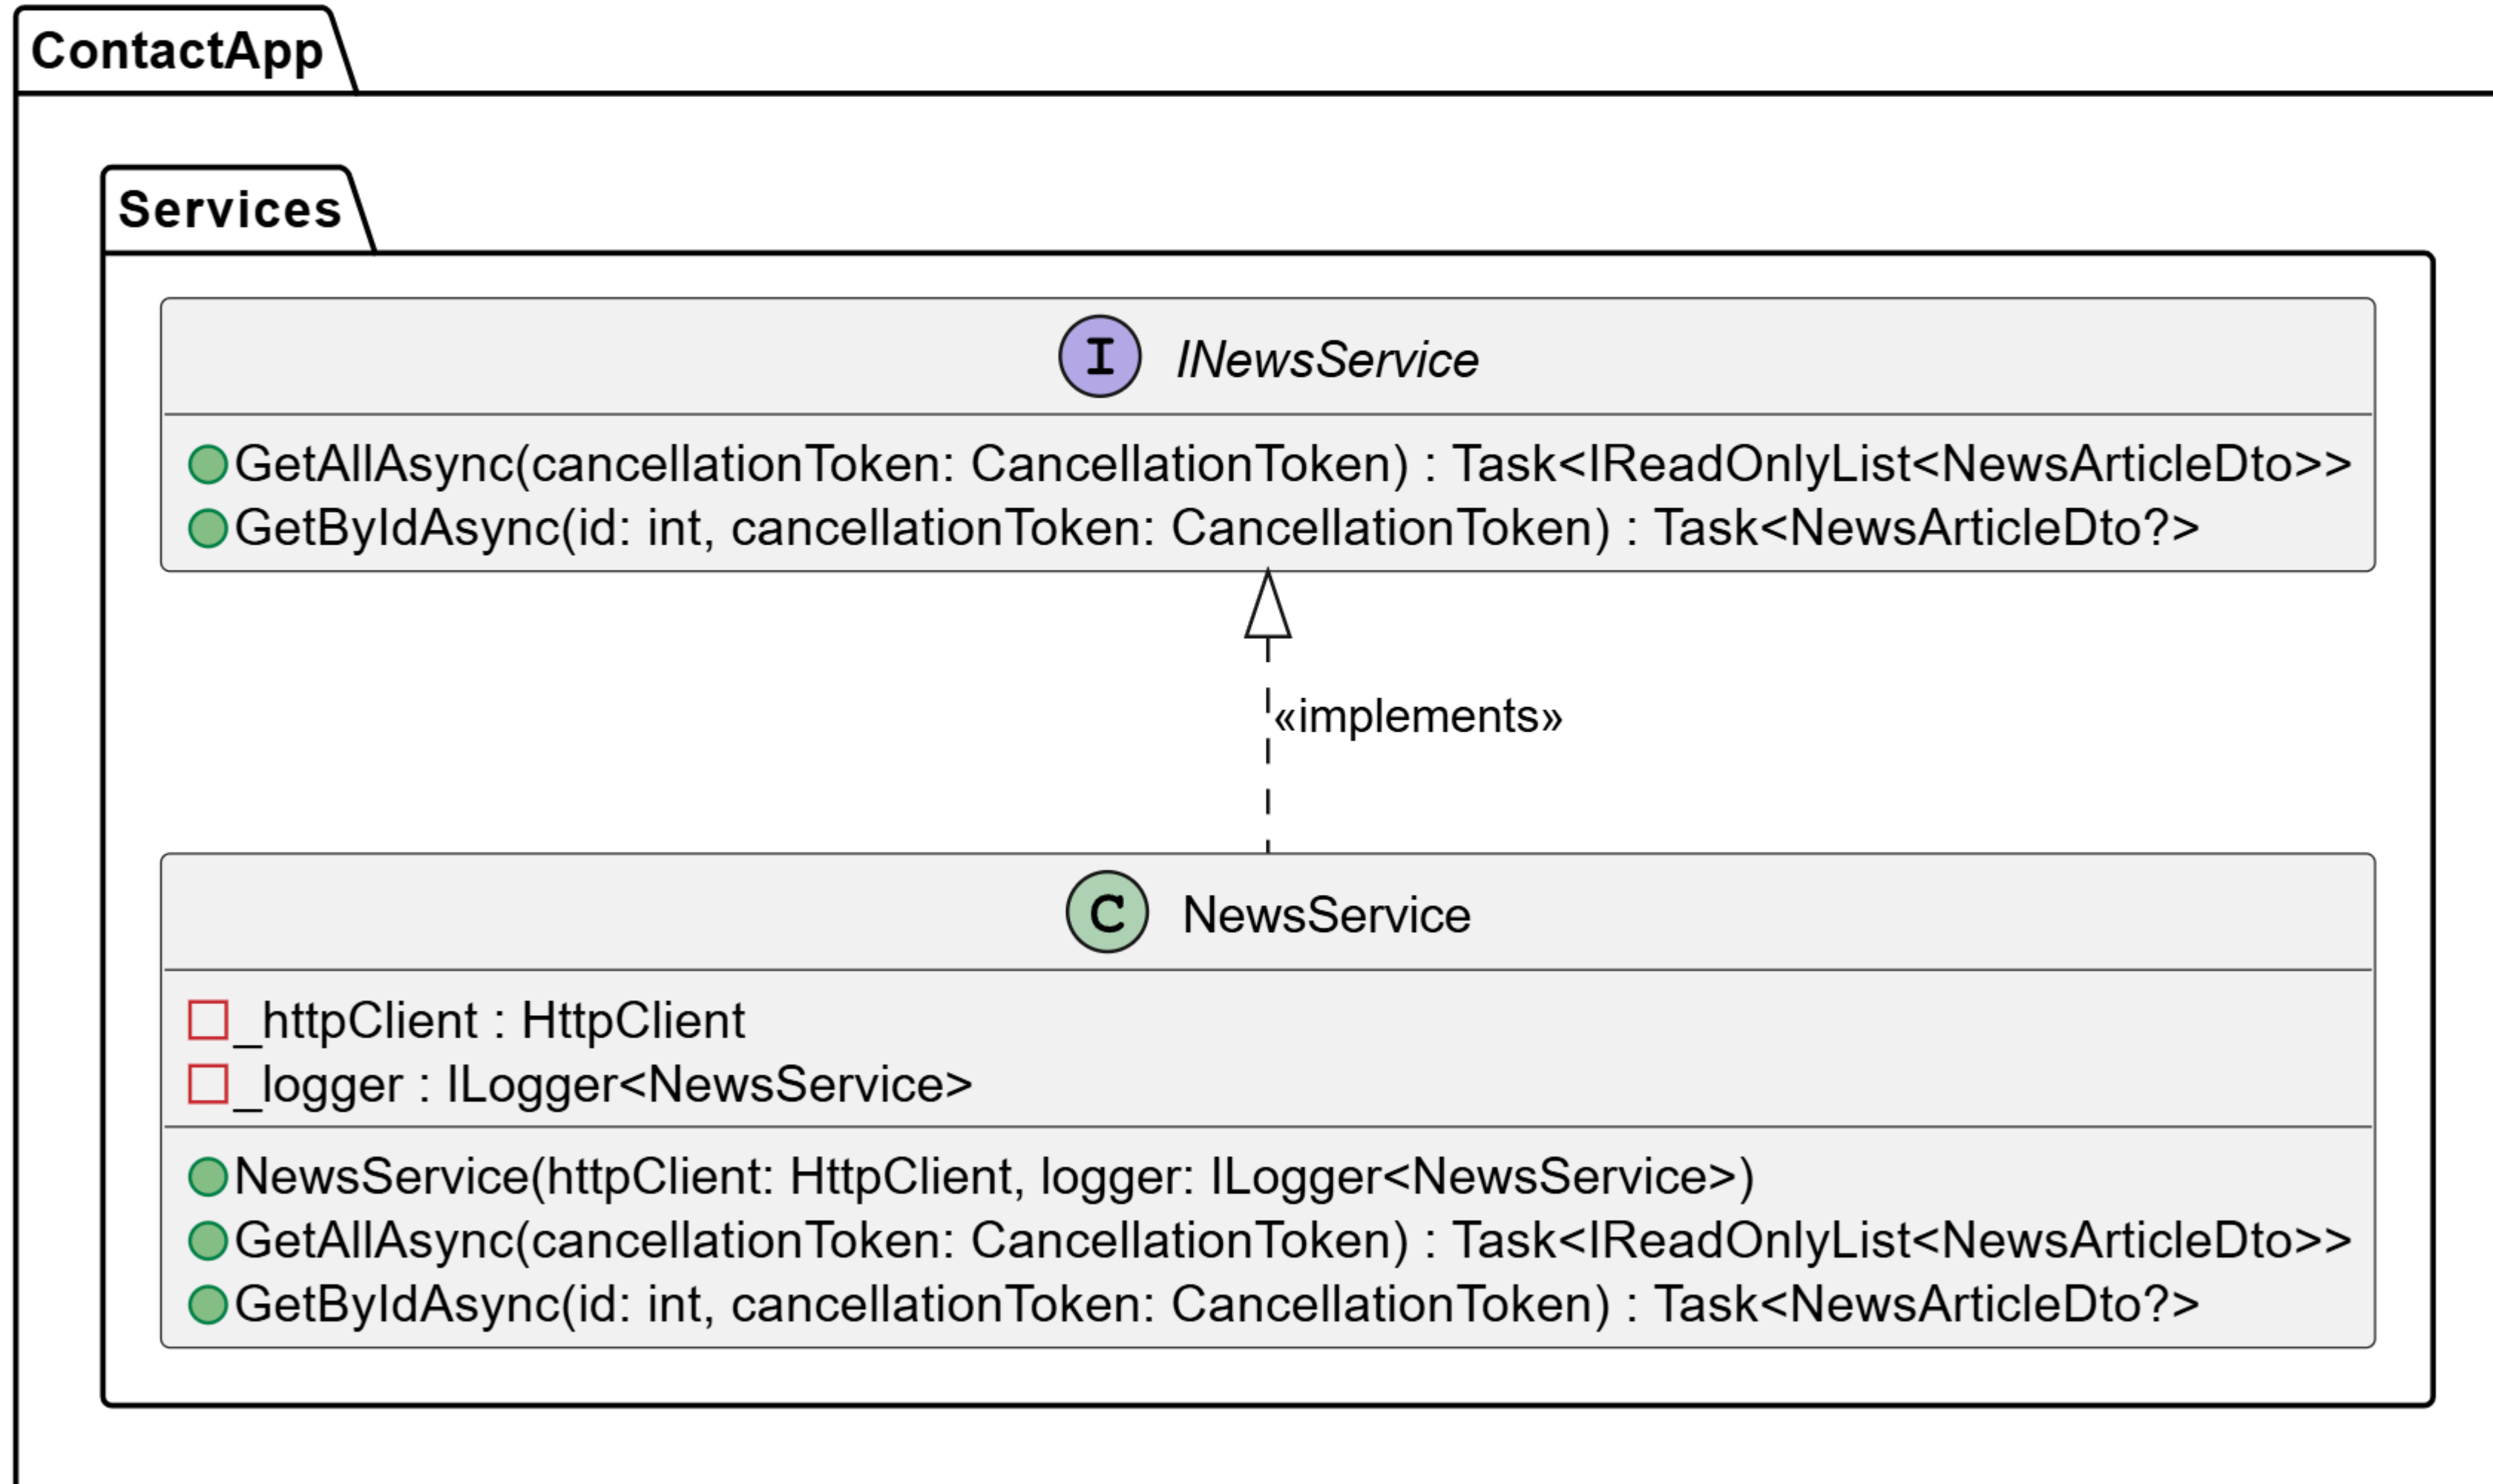 ContactApp
Services
I INewsService
GetAllAsync(cancellationToken: CancellationToken) : Task<IReadOnlyList<NewsArticleDto>>
GetByIdAsync(id: int, cancellationToken: CancellationToken) : Task<NewsArticleDto?>
«implements»
C NewsService
_httpClient : HttpClient
_logger : ILogger<NewsService>
NewsService(httpClient: HttpClient, logger: ILogger<NewsService>)
GetAllAsync(cancellationToken: CancellationToken) : Task<IReadOnlyList<NewsArticleDto>>
GetByIdAsync(id: int, cancellationToken: CancellationToken) : Task<NewsArticleDto?>